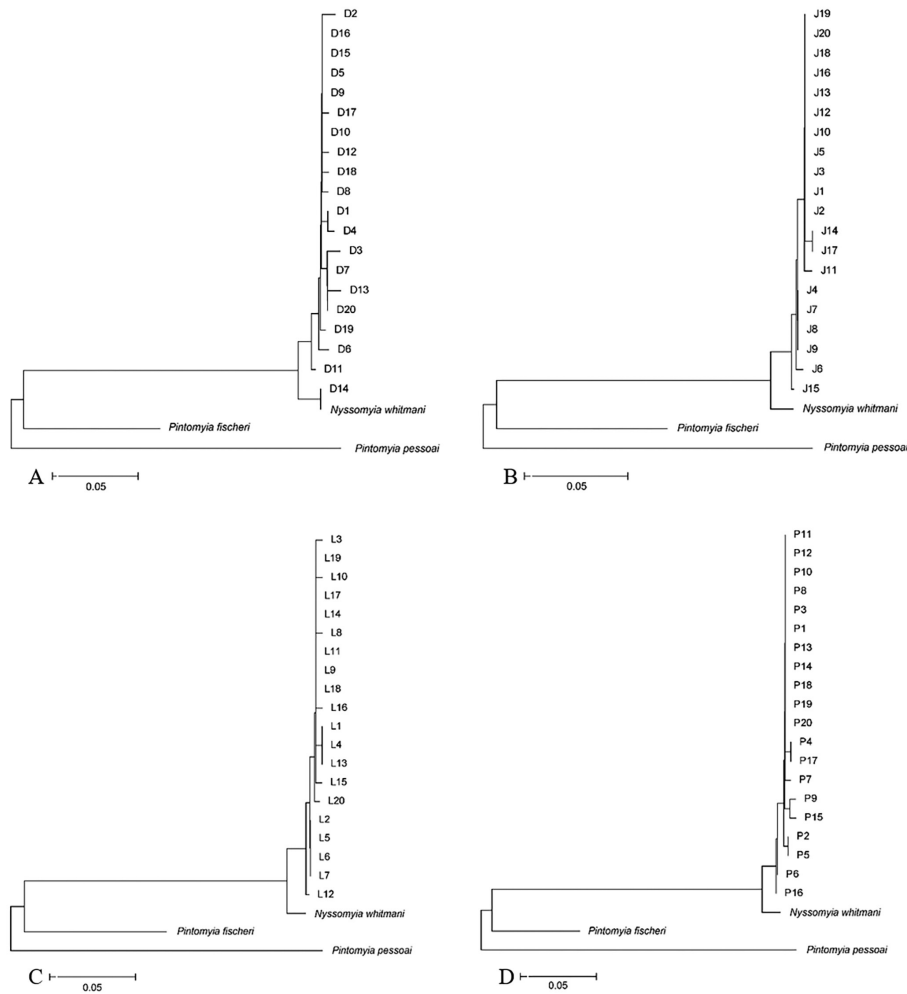 D2
D16
D15
D5
D9
D17
D10
D12
D18
D8
D1
D4
D3
D7
D13
D20
D19
D6
D11
D14
Nyssomyia whitmani
Pintomyia fischeri
Pintomyia pessoai
A
0.05
J19
J20
J18
J16
J13
J12
J10
J5
J3
J1
J2
J14
J17
J11
J4
J7
J8
J9
J6
J15
Nyssomyia whitmani
Pintomyia fischeri
Pintomyia pessoai
B
0.05
L3
L19
L10
L17
L14
L8
L11
L9
L18
L16
L1
L4
L13
L15
L20
L2
L5
L6
L7
L12
Nyssomyia whitmani
Pintomyia fischeri
Pintomyia pessoai
C
0.05
P11
P12
P10
P8
P3
P1
P13
P14
P18
P19
P20
P4
P17
P7
P9
P15
P2
P5
P6
P16
Nyssomyia whitmani
Pintomyia fischeri
Pintomyia pessoai
D
0.05